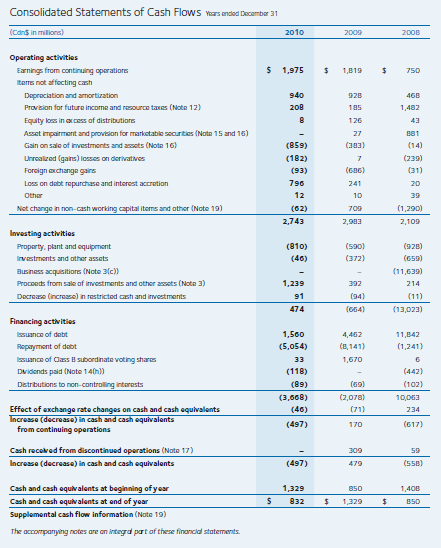 Consolidated Statements of Cash Flows Years ended December 31
(Cdn$ in millions) 2010 2009 2008
Operating activities
Earnings from continuing operations $ 1,975 $ 1,819 $ 750
Items not affecting cash
Depreciation and amortization 940 928 468
Provision for future income and resource taxes (Note 12) 208 185 1,482
Equity loss in excess of distributions 8 126 43
Asset impairment and provision for marketable securities (Note 15 and 16) – 27 881
Gain on sale of investments and assets (Note 16) (859) (383) (14)
Unrealized (gains) losses on derivatives (182) 7 (239)
Foreign exchange gains (93) (686) (31)
Loss on debt repurchase and interest accretion 796 241 20
Other 12 10 39
Net change in non-cash working capital items and other (Note 19) (62) 709 (1,290)
2,743 2,983 2,109
Investing activities
Property, plant and equipment (810) (590) (928)
Investments and other assets (46) (372) (659)
Business acquisitions (Note 3(c)) – – (11,639)
Proceeds from sale of investments and other assets (Note 3) 1,239 392 214
Decrease (increase) in restricted cash and investments 91 (94) (11)
474 (664) (13,023)
Financing activities
Issuance of debt 1,560 4,462 11,842
Repayment of debt (5,054) (8,141) (1,241)
Issuance of Class B subordinate voting shares 33 1,670 6
Dividends paid (Note 14(h)) (118) – (442)
Distributions to non-controlling interests (89) (69) (102)
(3,668) (2,078) 10,063
Effect of exchange rate changes on cash and cash equivalents (46) (71) 234
Increase (decrease) in cash and cash equivalents
from continuing operations (497) 170 (617)
Cash received from discontinued operations (Note 17) – 309 59
Increase (decrease) in cash and cash equivalents (497) 479 (558)
Cash and cash equivalents at beginning of year 1,329 850 1,408
Cash and cash equivalents at end of year $ 832 $ 1,329 $ 850
Supplemental cash flow information (Note 19)
The accompanying notes are an integral part of these financial statements.